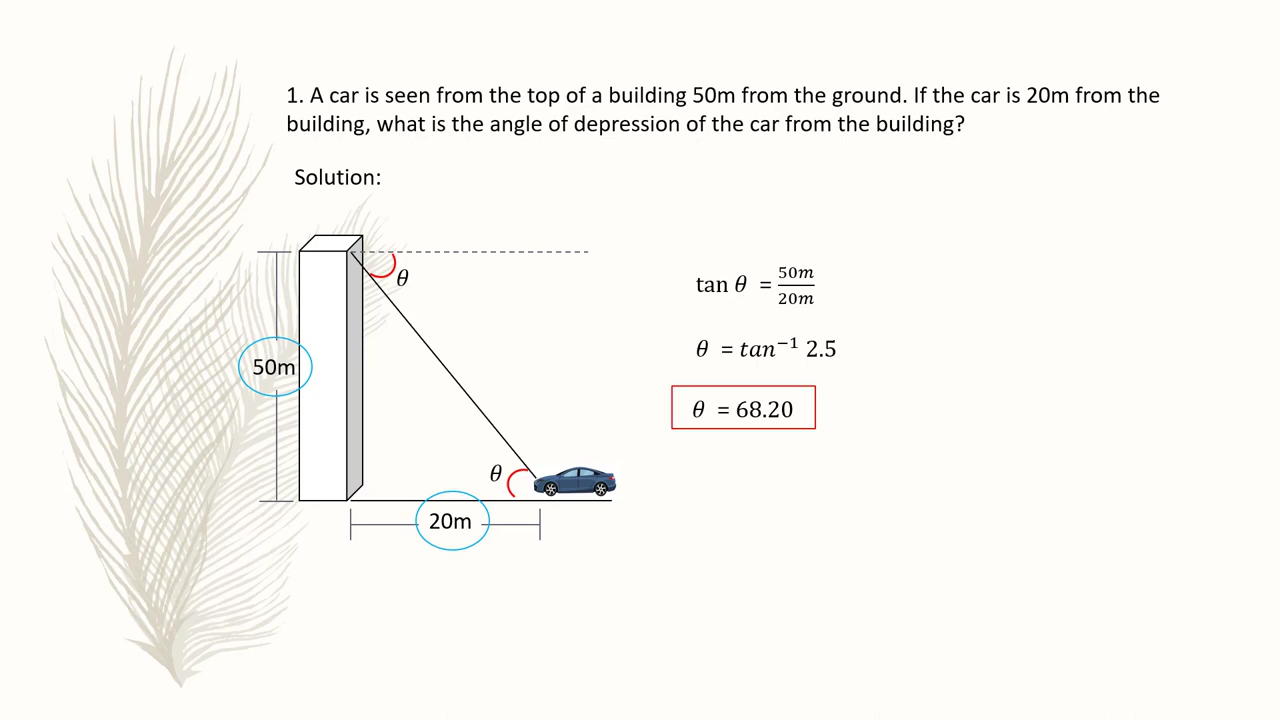 1. A car is seen from the top of a building 50m from the ground. If the car is 20m from the
building, what is the angle of depression of the car from the building?
Solution:
θ
tan θ = 50m/20m
θ = tan⁻¹ 2.5
50m
θ = 68.20
θ
20m